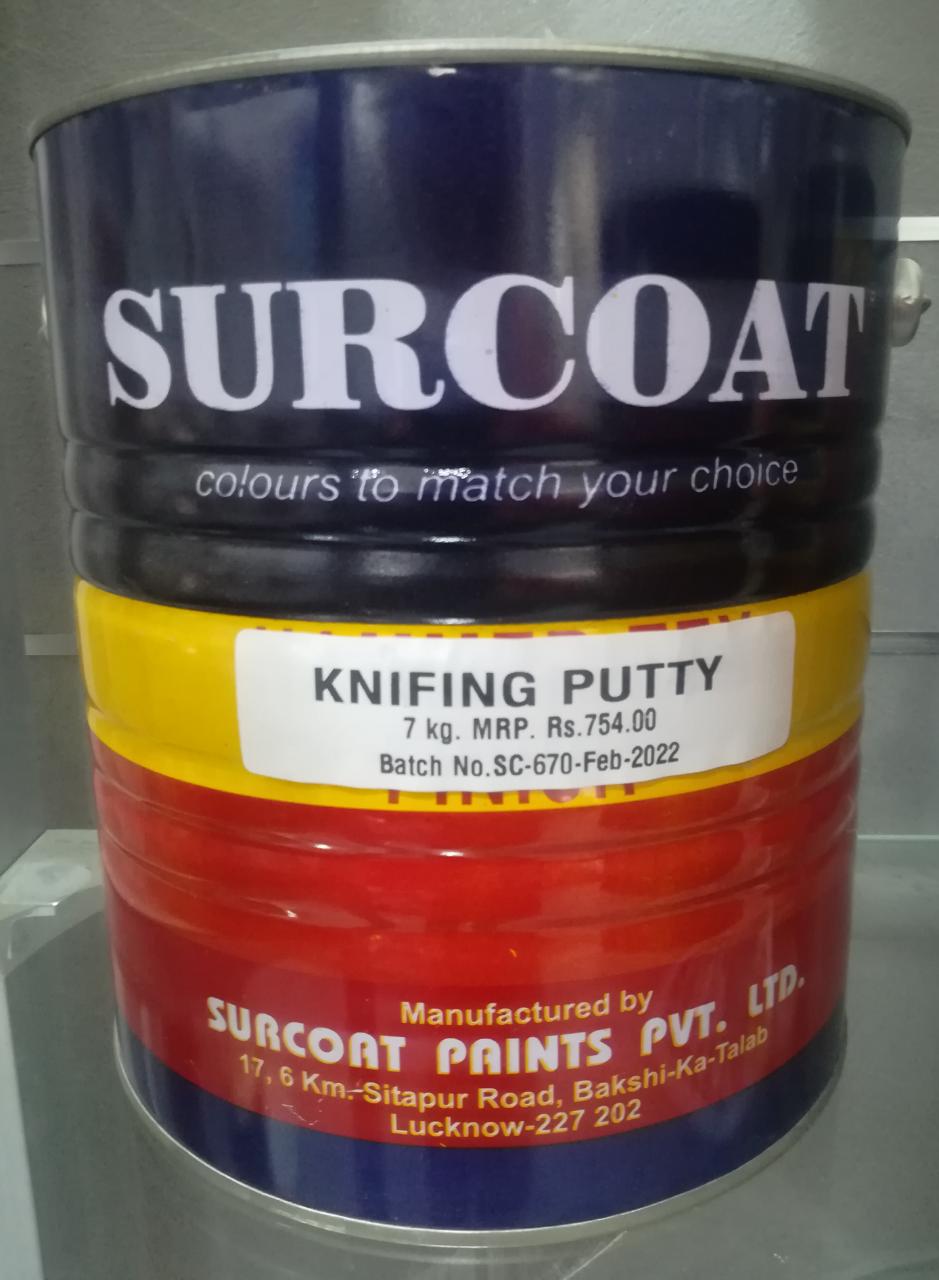 SURCOAT
colours to match your choice
KNIFING PUTTY
7 kg. MRP. Rs.754.00
Batch No.SC-670-Feb-2022
Manufactured by
SURCOAT PAINTS PVT. LTD.
17, 6 Km.-Sitapur Road, Bakshi-Ka-Talab
Lucknow-227 202